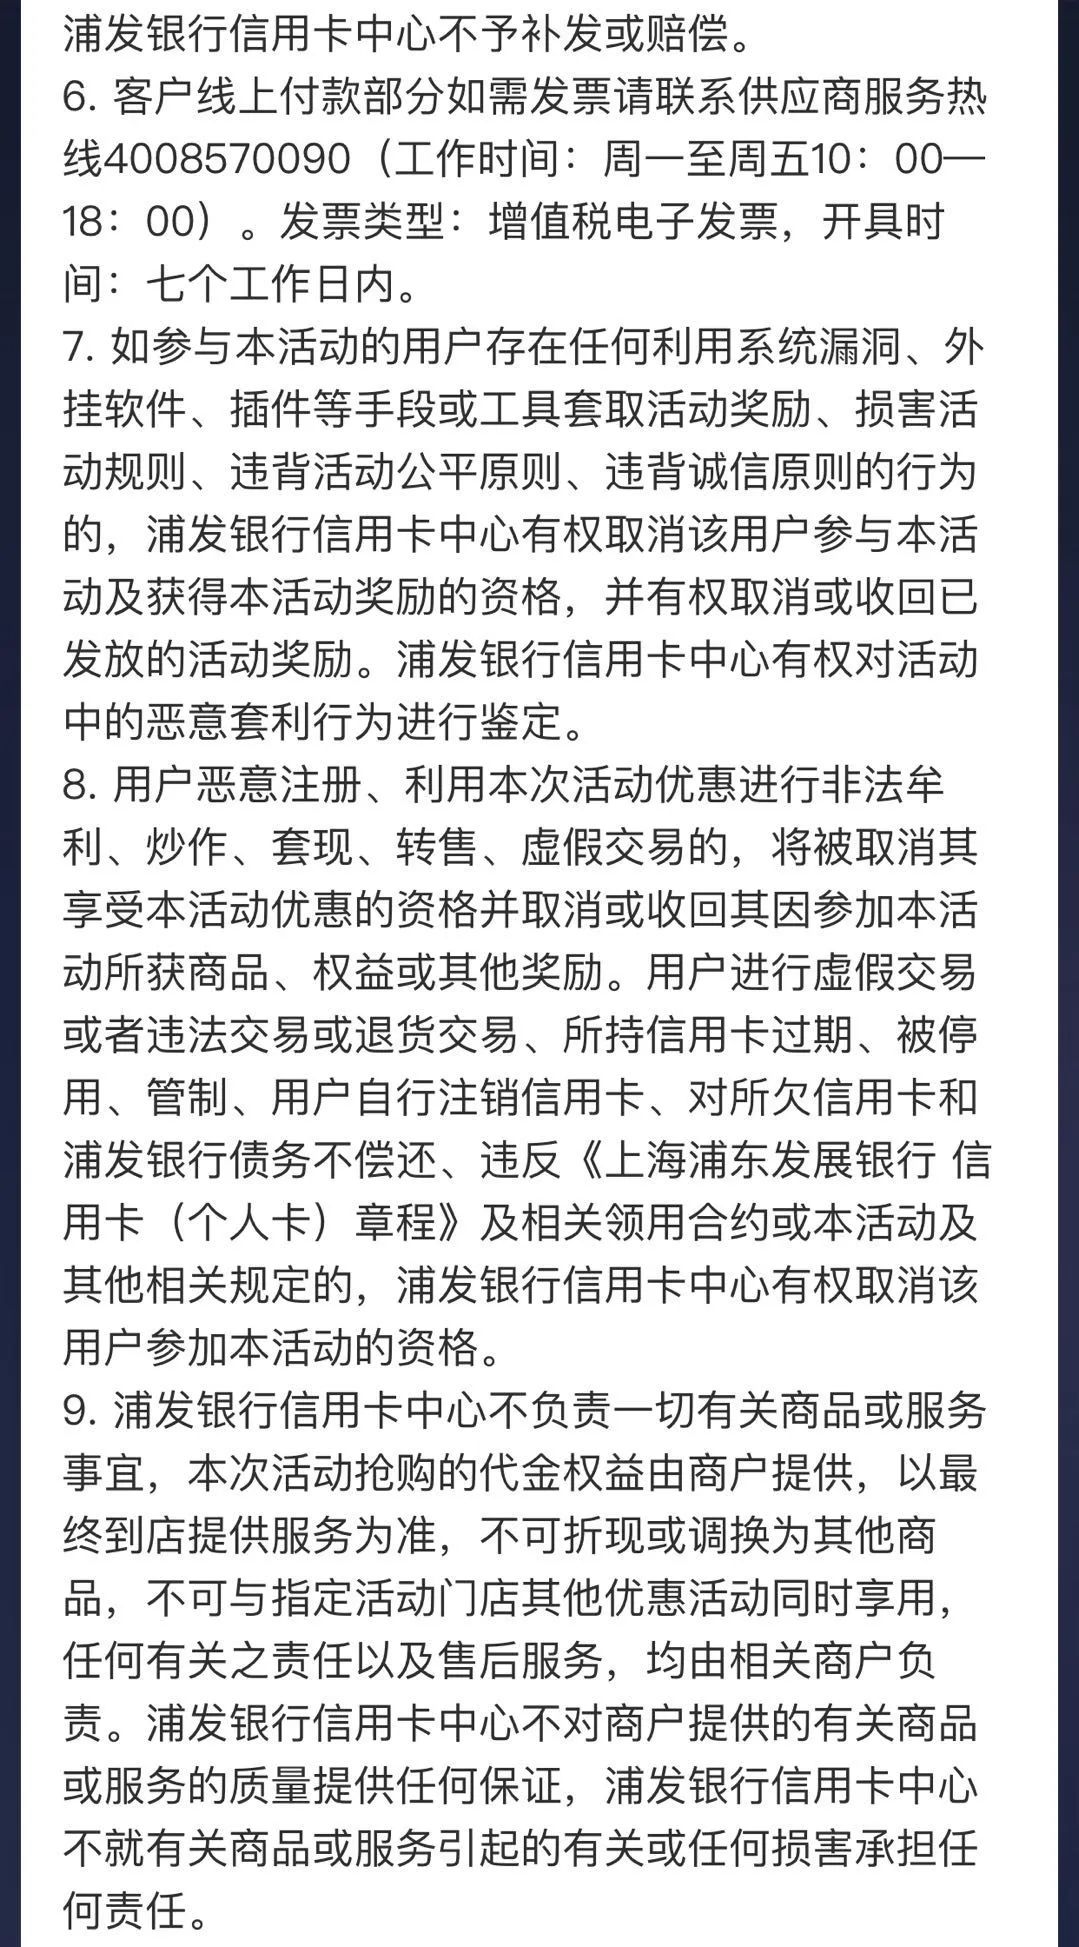 浦发银行信用卡中心不予补发或赔偿。
6. 客户线上付款部分如需发票请联系供应商服务热
线4008570090（工作时间：周一至周五10：00—
18：00）。发票类型：增值税电子发票，开具时
间：七个工作日内。
7. 如参与本活动的用户存在任何利用系统漏洞、外
挂软件、插件等手段或工具套取活动奖励、损害活
动规则、违背活动公平原则、违背诚信原则的行为
的，浦发银行信用卡中心有权取消该用户参与本活
动及获得本活动奖励的资格，并有权取消或收回已
发放的活动奖励。浦发银行信用卡中心有权对活动
中的恶意套利行为进行鉴定。
8. 用户恶意注册、利用本次活动优惠进行非法牟
利、炒作、套现、转售、虚假交易的，将被取消其
享受本活动优惠的资格并取消或收回其因参加本活
动所获商品、权益或其他奖励。用户进行虚假交易
或者违法交易或退货交易、所持信用卡过期、被停
用、管制、用户自行注销信用卡、对所欠信用卡和
浦发银行债务不偿还、违反《上海浦东发展银行 信
用卡（个人卡）章程》及相关领用合约或本活动及
其他相关规定的，浦发银行信用卡中心有权取消该
用户参加本活动的资格。
9. 浦发银行信用卡中心不负责一切有关商品或服务
事宜，本次活动抢购的代金权益由商户提供，以最
终到店提供服务为准，不可折现或调换为其他商
品，不可与指定活动门店其他优惠活动同时享用，
任何有关之责任以及售后服务，均由相关商户负
责。浦发银行信用卡中心不对商户提供的有关商品
或服务的质量提供任何保证，浦发银行信用卡中心
不就有关商品或服务引起的有关或任何损害承担任
何责任。